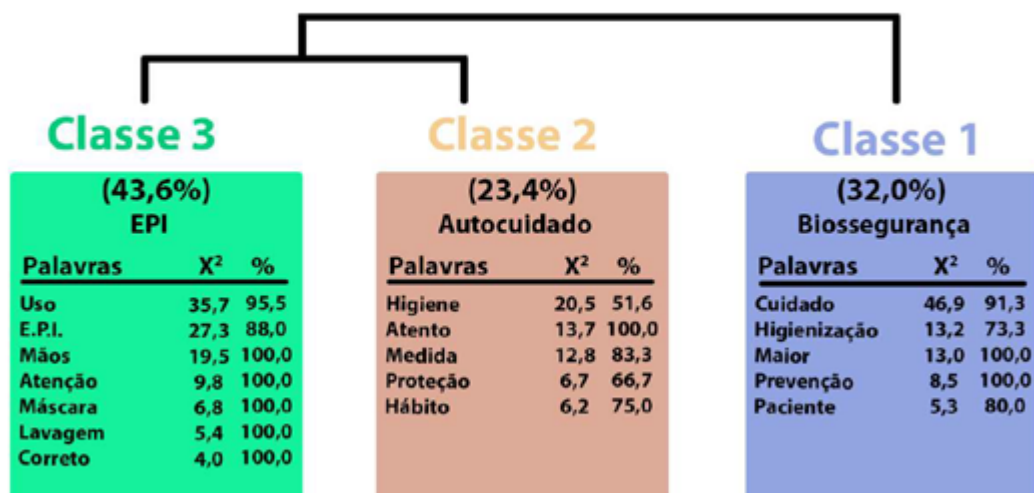 Classe 3
(43,6%)
EPI
Palavras X² %
Uso 35,7 95,5
E.P.I. 27,3 88,0
Mãos 19,5 100,0
Atenção 9,8 100,0
Máscara 6,8 100,0
Lavagem 5,4 100,0
Correto 4,0 100,0
Classe 2
(23,4%)
Autocuidado
Palavras X² %
Higiene 20,5 51,6
Atento 13,7 100,0
Medida 12,8 83,3
Proteção 6,7 66,7
Hábito 6,2 75,0
Classe 1
(32,0%)
Biossegurança
Palavras X² %
Cuidado 46,9 91,3
Higienização 13,2 73,3
Maior 13,0 100,0
Prevenção 8,5 100,0
Paciente 5,3 80,0